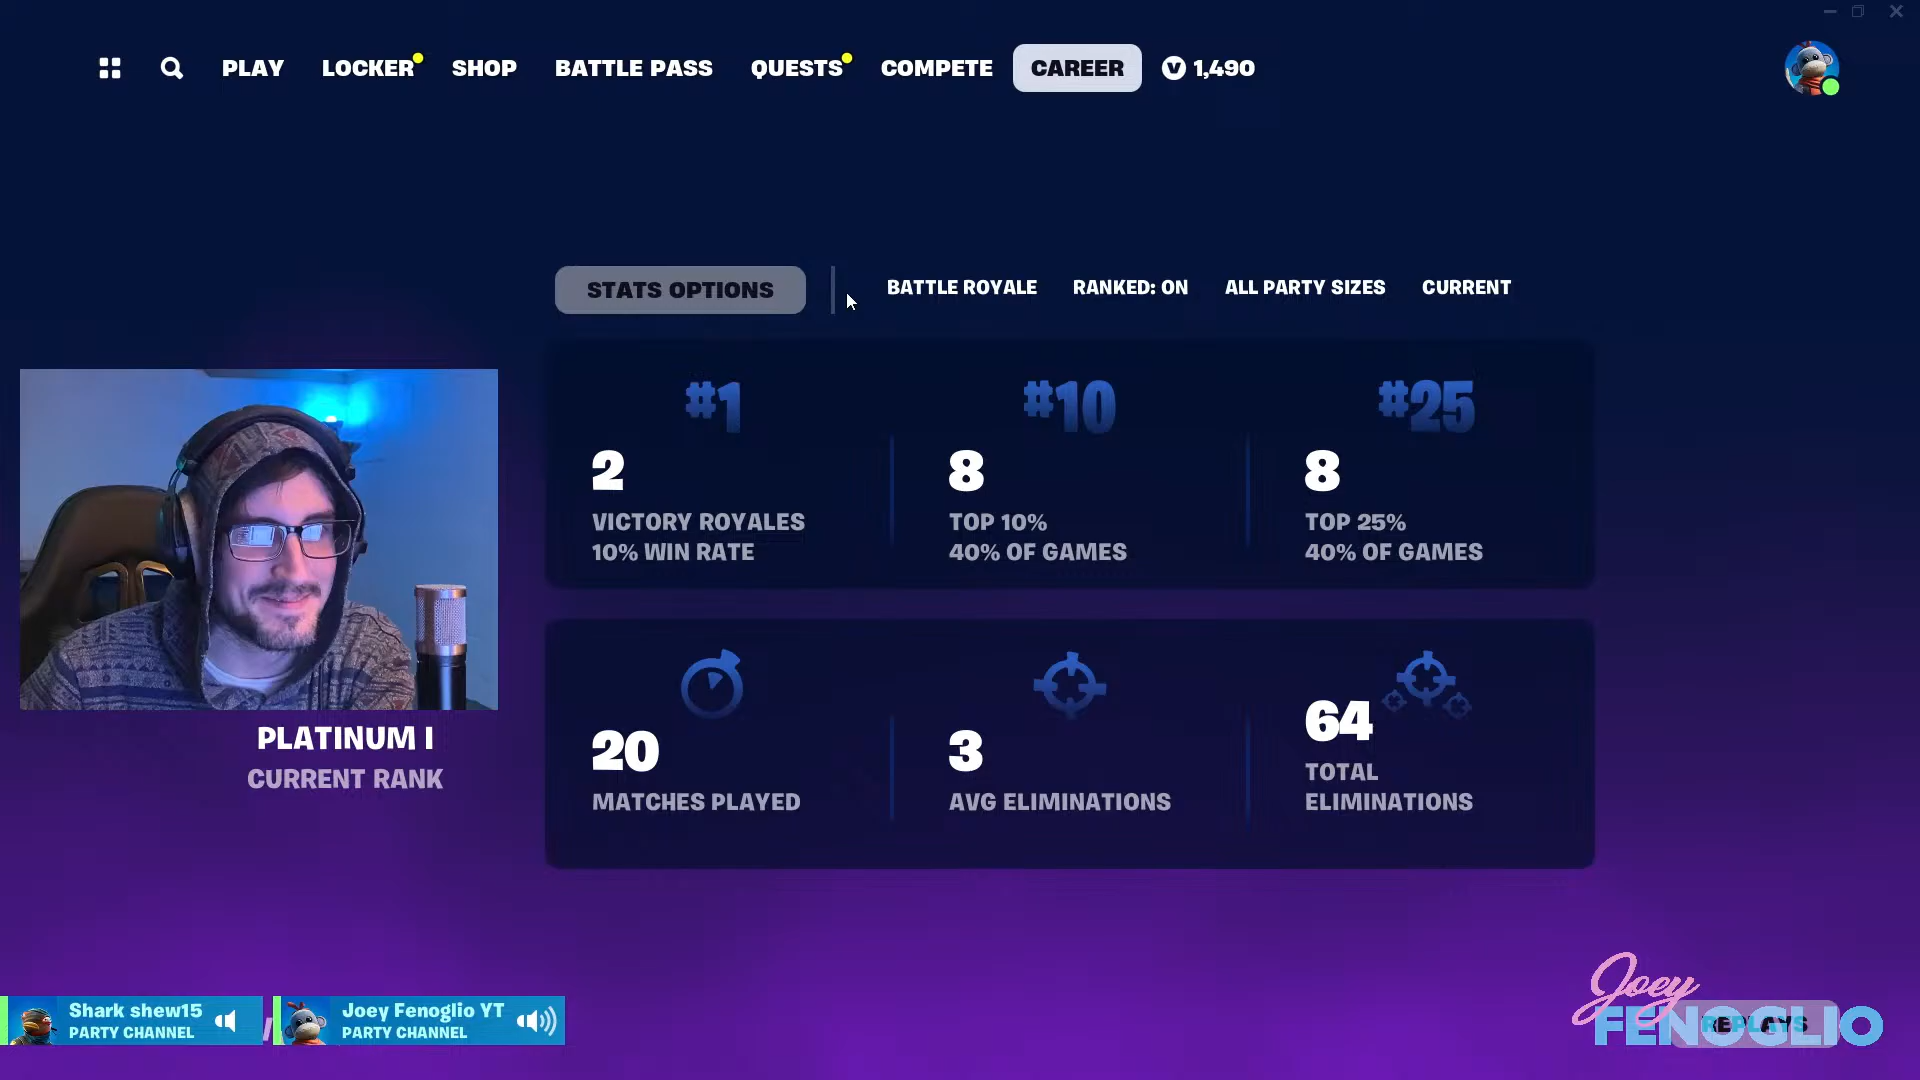 PLAY LOCKER SHOP BATTLE PASS QUESTS COMPETE CAREER 1,490
STATS OPTIONS BATTLE ROYALE RANKED: ON ALL PARTY SIZES CURRENT
#1 #10 #25
2 8 8
VICTORY ROYALES TOP 10% TOP 25%
10% WIN RATE 40% OF GAMES 40% OF GAMES
20 3 64
MATCHES PLAYED AVG ELIMINATIONS TOTAL
ELIMINATIONS
PLATINUM I
CURRENT RANK
Shark shew15
PARTY CHANNEL
Joey Fenoglio YT
PARTY CHANNEL
Joey
FENOGLIO
REPLAYS